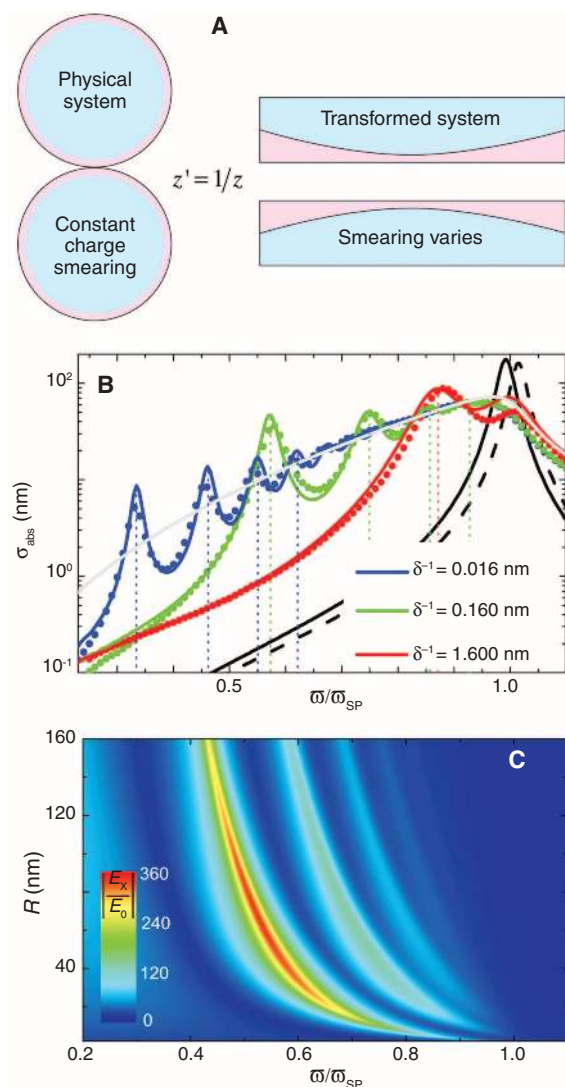 A
Physical
system
Constant
charge
smearing
z' = 1/z
Transformed system
Smearing varies
B
10²
10¹
10⁰
10⁻¹
σabs (nm)
δ⁻¹ = 0.016 nm
δ⁻¹ = 0.160 nm
δ⁻¹ = 1.600 nm
0.5
1.0
ϖ/ϖSP
C
160
120
80
40
R (nm)
Ex
E0
360
240
120
0
0.2
0.4
0.6
0.8
1.0
ϖ/ϖSP